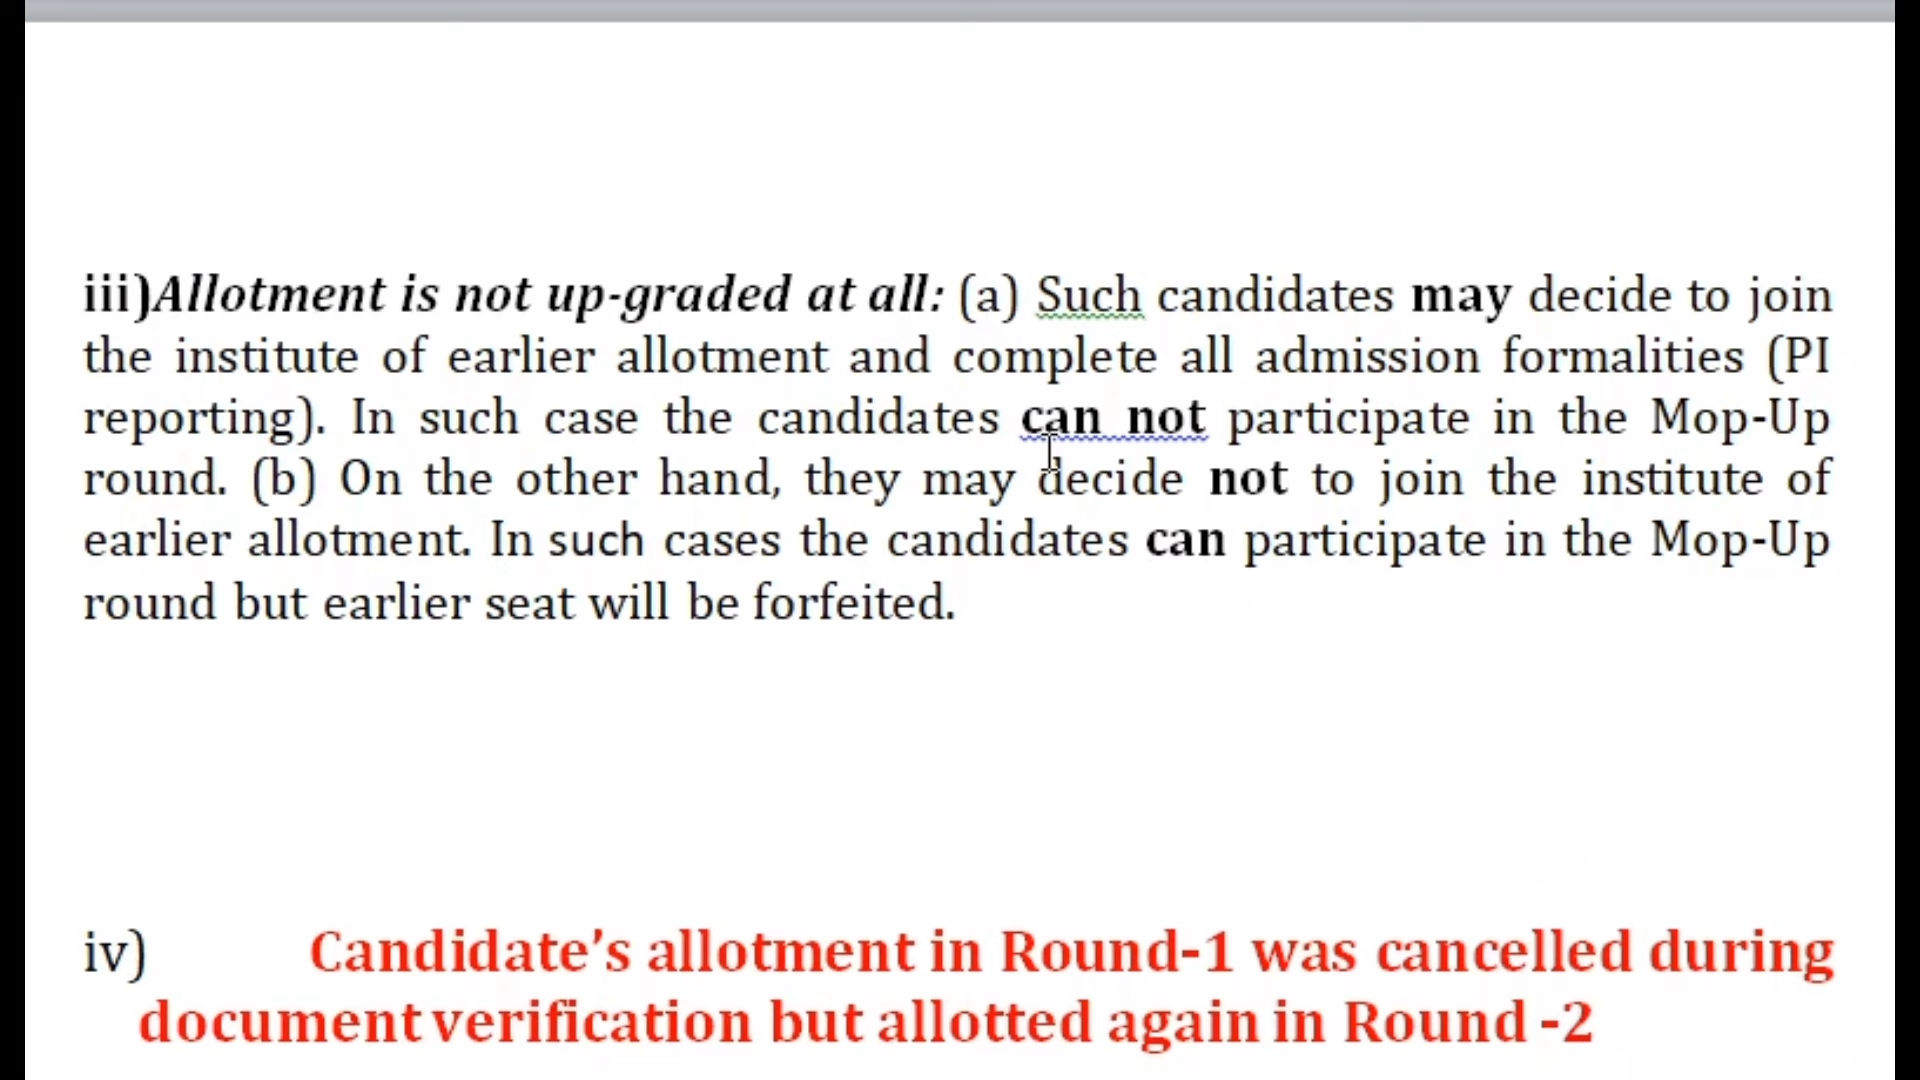 iii)Allotment is not up-graded at all: (a) Such candidates may decide to join
the institute of earlier allotment and complete all admission formalities (PI
reporting). In such case the candidates can not participate in the Mop-Up
round. (b) On the other hand, they may decide not to join the institute of
earlier allotment. In such cases the candidates can participate in the Mop-Up
round but earlier seat will be forfeited.
iv) Candidate’s allotment in Round-1 was cancelled during
document verification but allotted again in Round -2